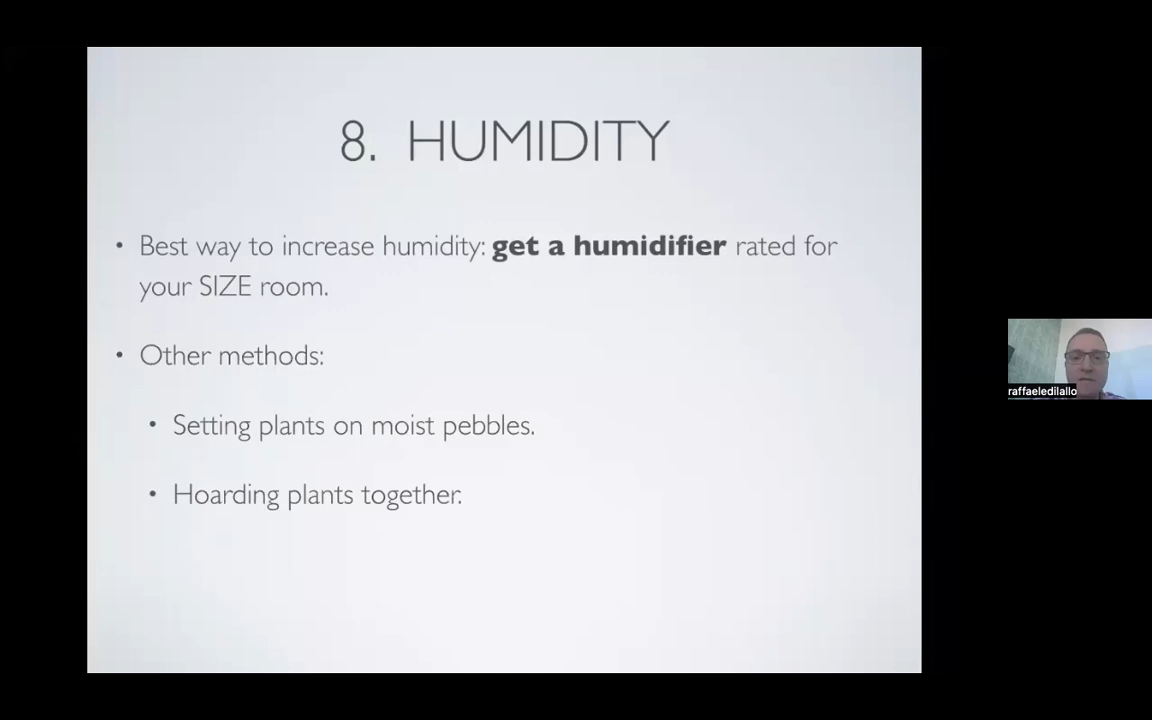 8. HUMIDITY
• Best way to increase humidity: get a humidifier rated for
your SIZE room.
• Other methods:
• Setting plants on moist pebbles.
• Hoarding plants together.
raffaeledilallo